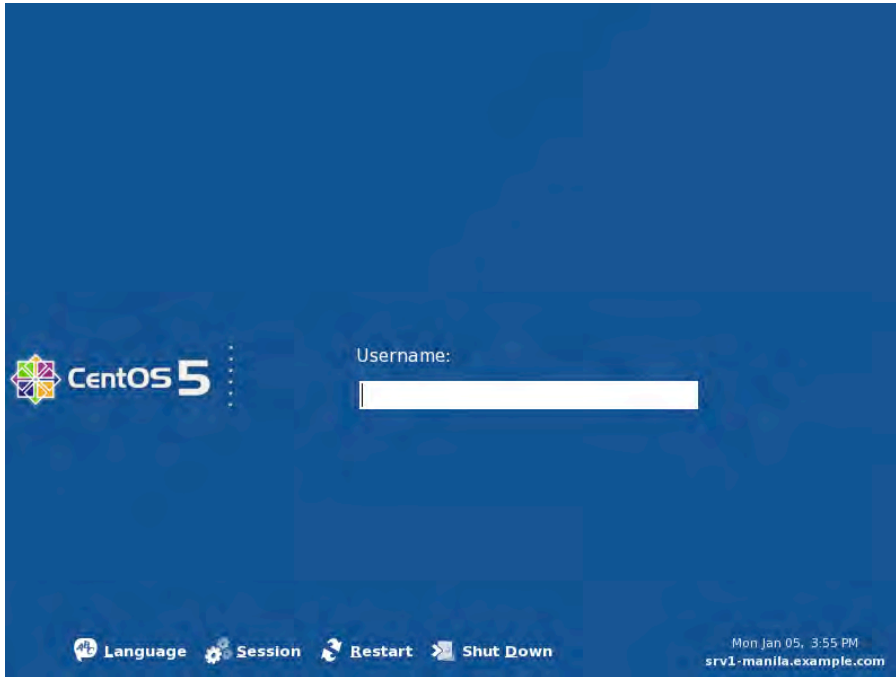 CentOS 5
Username:
Language Session Restart Shut Down
Mon Jan 05, 3:55 PM
srv1-manila.example.com